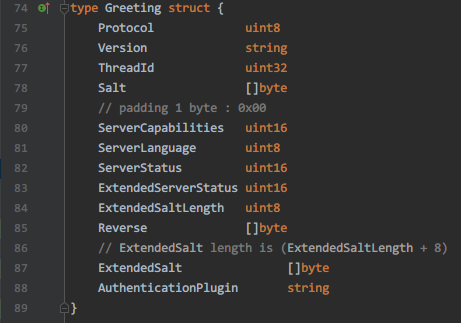 74 type Greeting struct {
75 Protocol uint8
76 Version string
77 ThreadId uint32
78 Salt []byte
79 // padding 1 byte : 0x00
80 ServerCapabilities uint16
81 ServerLanguage uint8
82 ServerStatus uint16
83 ExtendedServerStatus uint16
84 ExtendedSaltLength uint8
85 Reverse []byte
86 // ExtendedSalt length is (ExtendedSaltLength + 8)
87 ExtendedSalt []byte
88 AuthenticationPlugin string
89 }